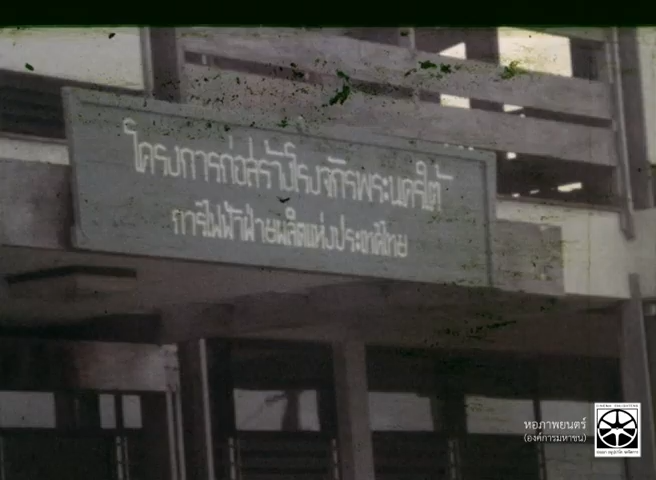 โครงการก่อสร้างโรงจักรพระนครใต้
การไฟฟ้าฝ่ายผลิตแห่งประเทศไทย
หอภาพยนตร์
(องค์การมหาชน)